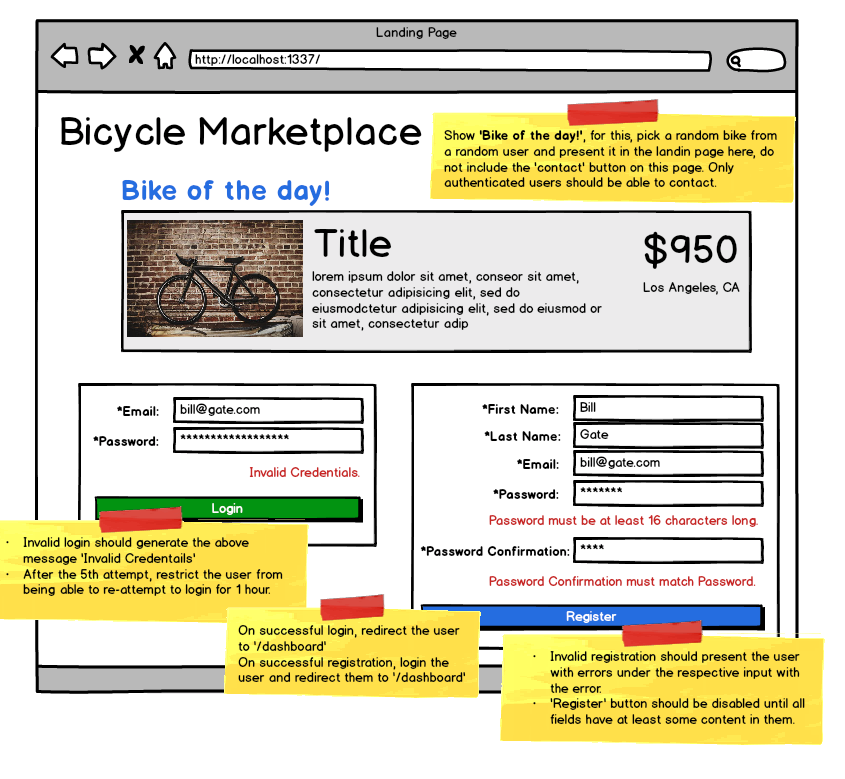 Landing Page
http://localhost:1337/
Bicycle Marketplace
Show 'Bike of the day!', for this, pick a random bike from
a random user and present it in the landin page here, do
not include the 'contact' button on this page. Only
authenticated users should be able to contact.
Bike of the day!
Title
lorem ipsum dolor sit amet, conseor sit amet,
consectetur adipisicing elit, sed do
eiusmodctetur adipisicing elit, sed do eiusmod or
sit amet, consectetur adip
$950
Los Angeles, CA
*Email:
bill@gate.com
*Password:
******************
Invalid Credentials.
Login
· Invalid login should generate the above
message 'Invalid Credentails'
· After the 5th attempt, restrict the user from
being able to re-attempt to login for 1 hour.
*First Name:
Bill
*Last Name:
Gate
*Email:
bill@gate.com
*Password:
*******
Password must be at least 16 characters long.
*Password Confirmation:
****
Password Confirmation must match Password.
Register
On successful login, redirect the user
to '/dashboard'
On successful registration, login the
user and redirect them to '/dashboard'
· Invalid registration should present the user
with errors under the respective input with
the error.
· 'Register' button should be disabled until all
fields have at least some content in them.